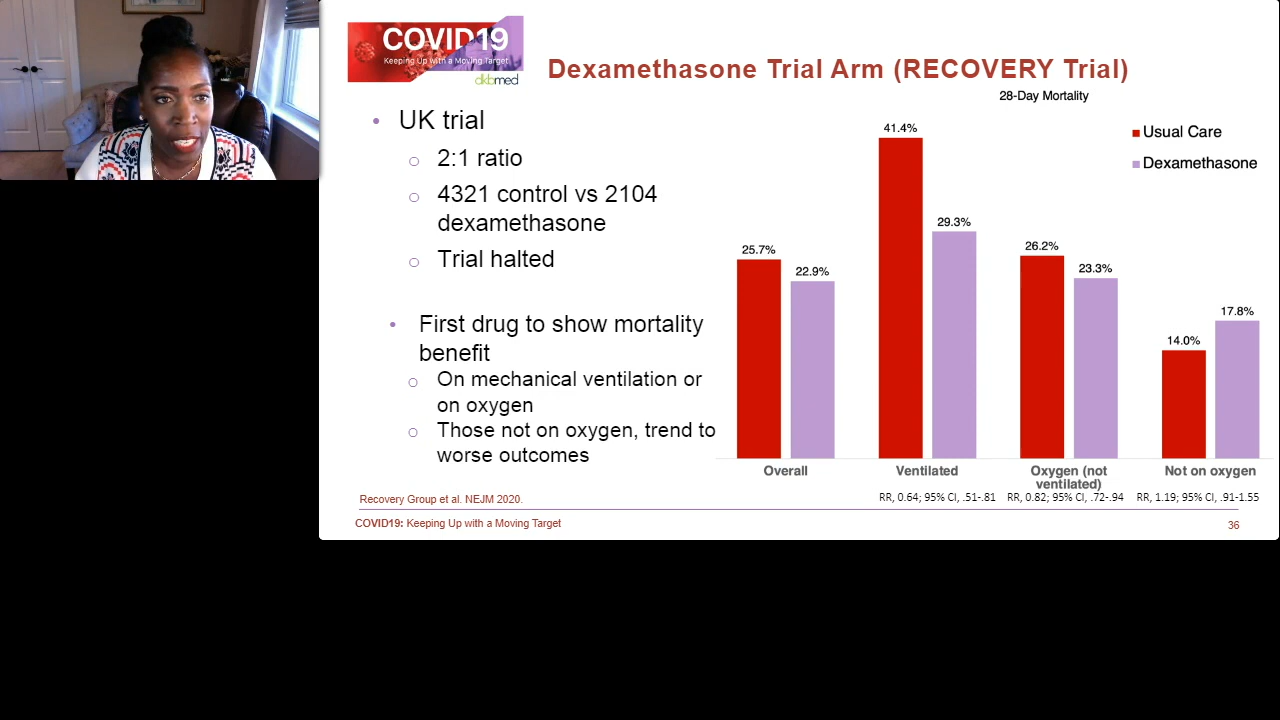 COVID19
Keeping Up with a Moving Target
dkbmed
Dexamethasone Trial Arm (RECOVERY Trial)
• UK trial
o 2:1 ratio
o 4321 control vs 2104
dexamethasone
o Trial halted
• First drug to show mortality
benefit
o On mechanical ventilation or
on oxygen
o Those not on oxygen, trend to
worse outcomes
28-Day Mortality
Usual Care
Dexamethasone
25.7%
22.9%
41.4%
29.3%
26.2%
23.3%
14.0%
17.8%
Overall
Ventilated
Oxygen (not
ventilated)
Not on oxygen
RR, 0.64; 95% CI, .51-.81
RR, 0.82; 95% CI, .72-.94
RR, 1.19; 95% CI, .91-1.55
Recovery Group et al. NEJM 2020.
COVID19: Keeping Up with a Moving Target
36